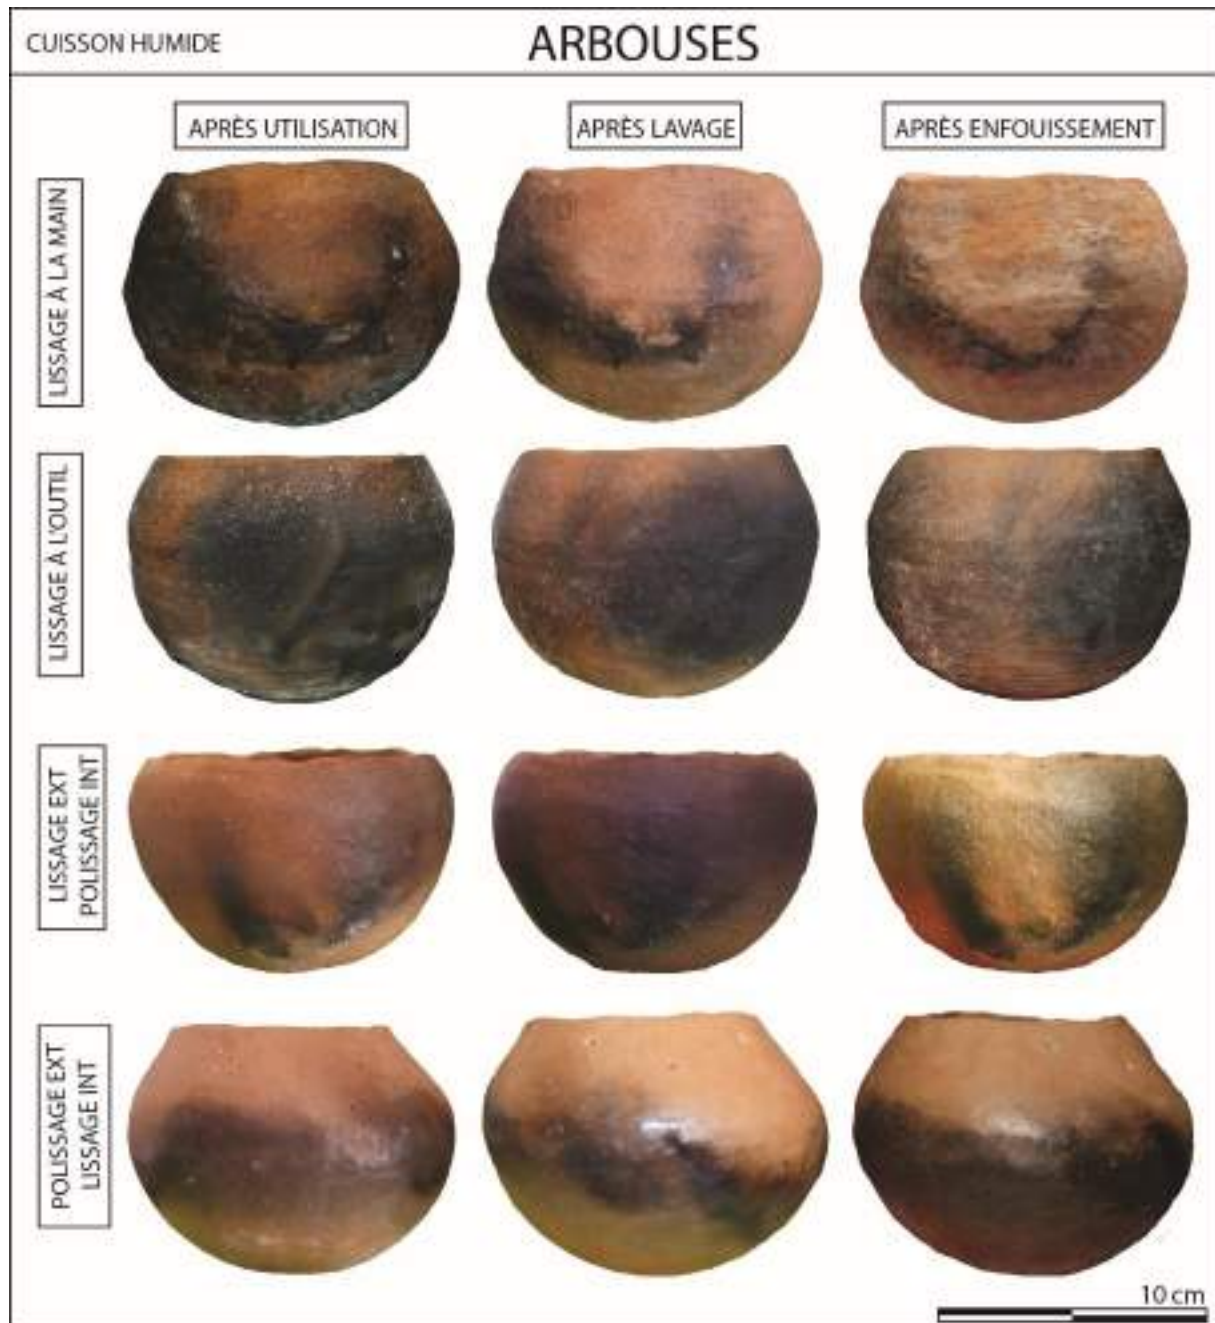 CUISSON HUMIDE
ARBOUSES
APRÈS UTILISATION
APRÈS LAVAGE
APRÈS ENFOUISSEMENT
LISSAGE À LA MAIN
LISSAGE À L'OUTIL
LISSAGE EXT
POLISSAGE INT
POLISSAGE EXT
LISSAGE INT
10 cm